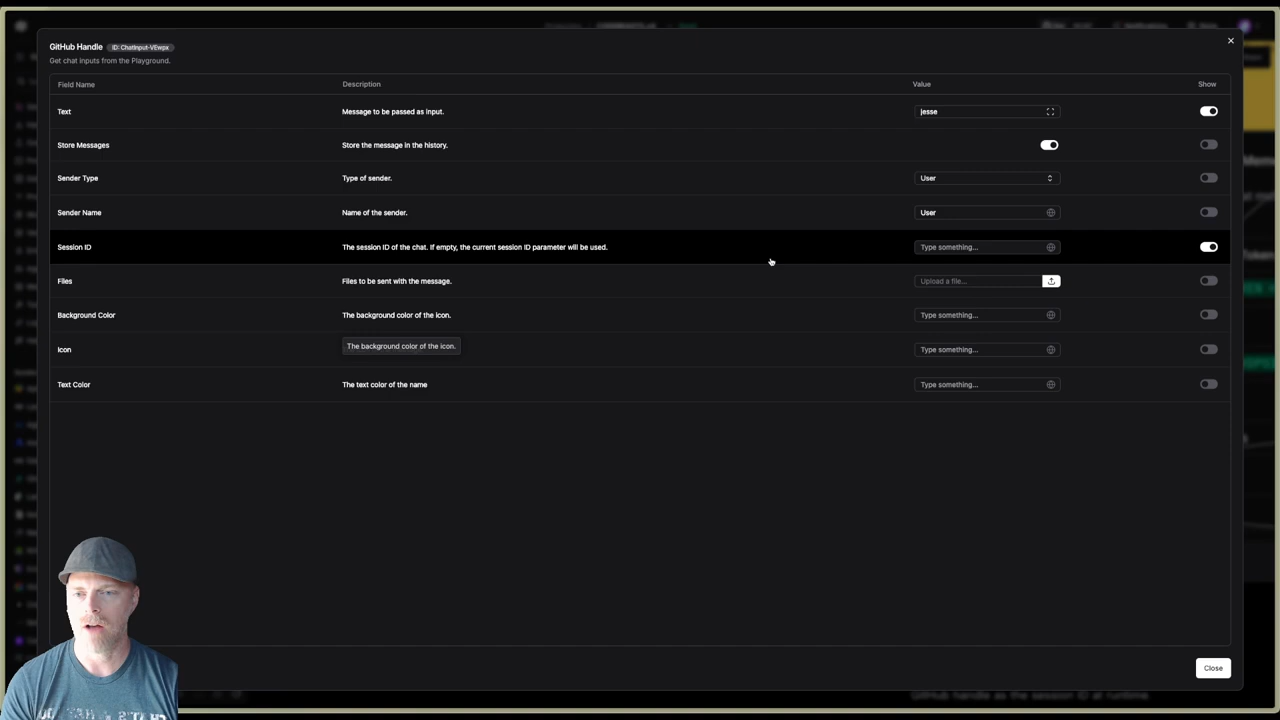 GitHub Handle ID: ChatInput-VEwpx
Get chat inputs from the Playground.
Field Name Description Value Show
Text Message to be passed as input. jesse
Store Messages Store the message in the history.
Sender Type Type of sender. User
Sender Name Name of the sender. User
Session ID The session ID of the chat. If empty, the current session ID parameter will be used. Type something...
Files Files to be sent with the message. Upload a file...
Background Color The background color of the icon. Type something...
Icon The background color of the icon. Type something...
Text Color The text color of the name Type something...
Close
GitHub handle as the session ID at runtime.